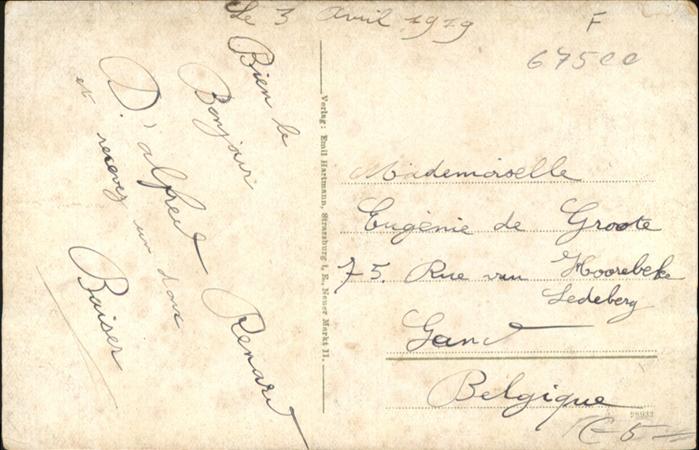 Le 3 Avril 1919
Bien le
Bonjour
D'alfred Renard
et recevez un doux
Baiser
Verlag: Emil Hartmann, Strassburg i. E., Neuer Markt 11.
F
67500
Mademoiselle
Eugénie de Groote
75. Rue van Hoorebeke
Ledeberg
Gand
Belgique